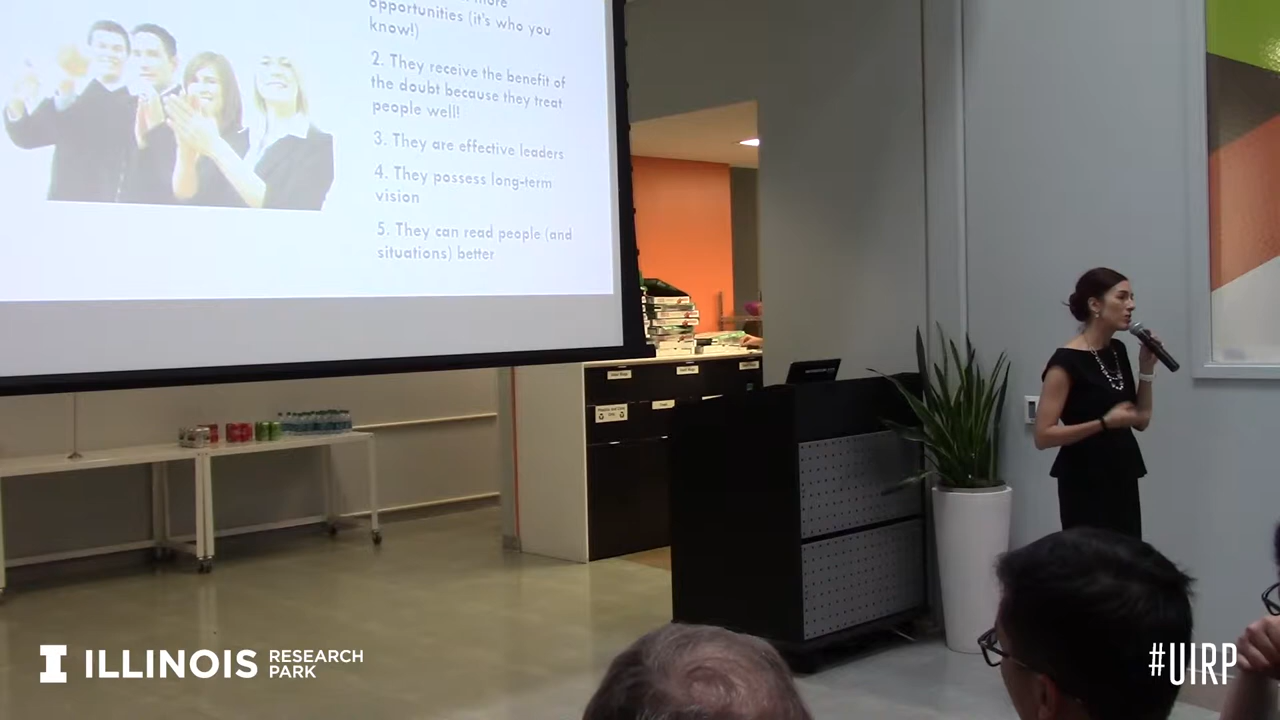 more
opportunities (it's who you
know!)
2. They receive the benefit of
the doubt because they treat
people well!
3. They are effective leaders
4. They possess long-term
vision
5. They can read people (and
situations) better
I ILLINOIS RESEARCH
PARK
#UIRP